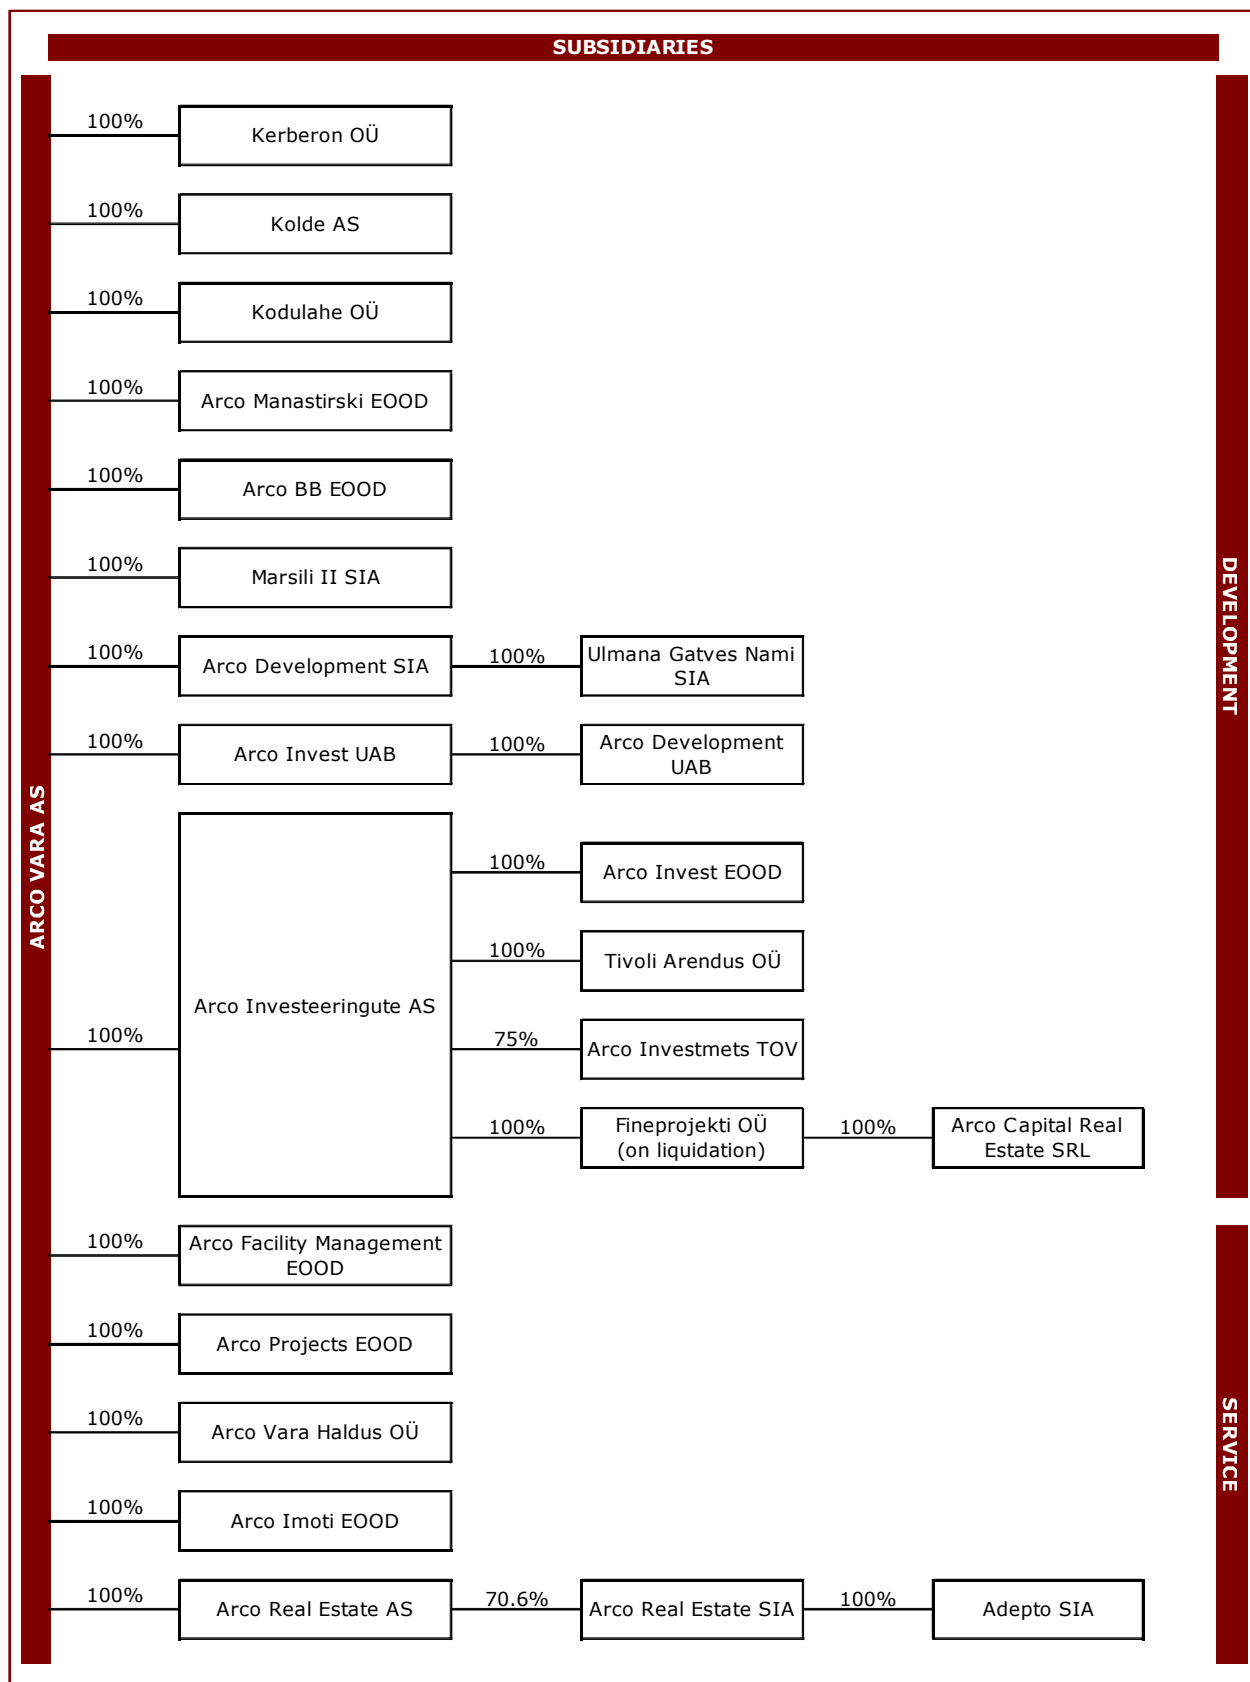 SUBSIDIARIES
ARCO VARA AS
DEVELOPMENT
100%
Kerberon OÜ
100%
Kolde AS
100%
Kodulahe OÜ
100%
Arco Manastirski EOOD
100%
Arco BB EOOD
100%
Marsili II SIA
100%
Arco Development SIA
100%
Ulmana Gatves Nami
SIA
100%
Arco Invest UAB
100%
Arco Development
UAB
100%
Arco Investeeringute AS
100%
Arco Invest EOOD
100%
Tivoli Arendus OÜ
75%
Arco Investmets TOV
100%
Fineprojekti OÜ
(on liquidation)
100%
Arco Capital Real
Estate SRL
SERVICE
100%
Arco Facility Management
EOOD
100%
Arco Projects EOOD
100%
Arco Vara Haldus OÜ
100%
Arco Imoti EOOD
100%
Arco Real Estate AS
70.6%
Arco Real Estate SIA
100%
Adepto SIA